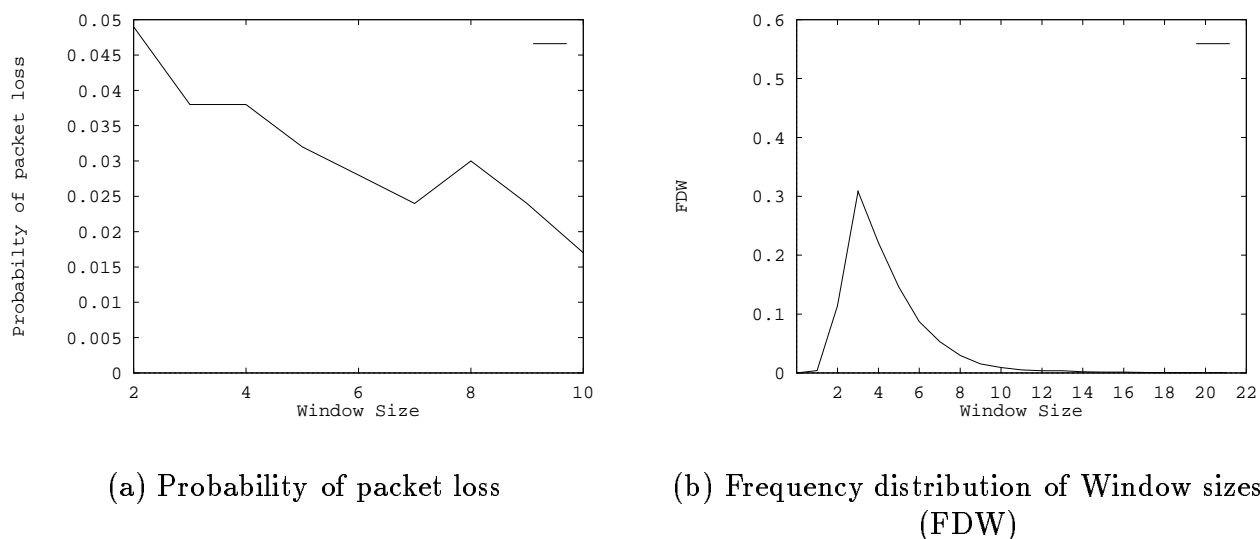 0.05
0.045
0.04
0.035
0.03
0.025
0.02
0.015
0.01
0.005
0
Probabilty of packet loss
2 4 6 8 10
Window Size
(a) Probability of packet loss
0.6
0.5
0.4
0.3
0.2
0.1
0
FDW
2 4 6 8 10 12 14 16 18 20 22
Window Size
(b) Frequency distribution of Window sizes
(FDW)